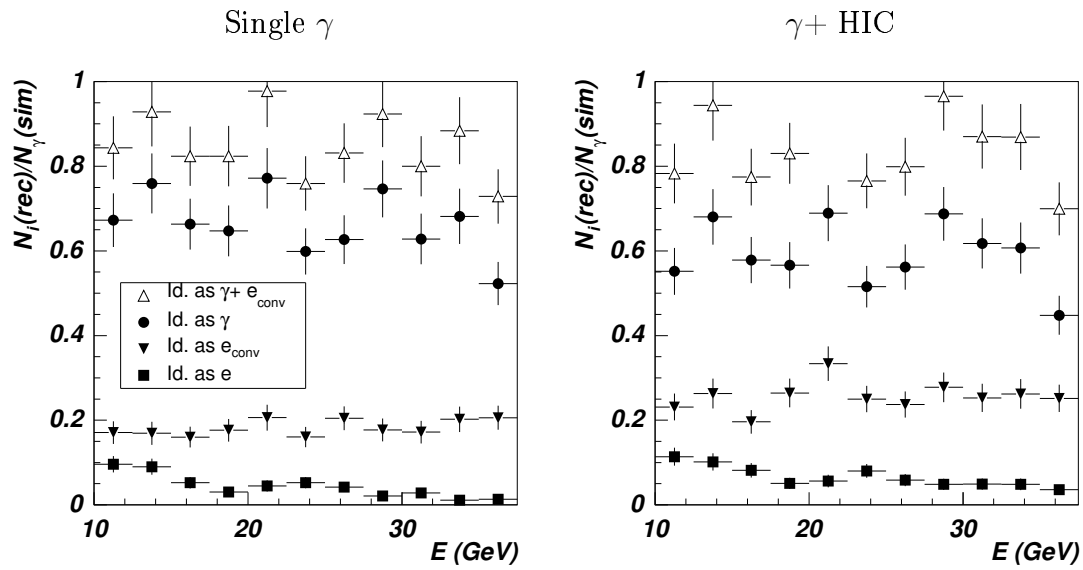 Single γ
γ+ HIC
N_i(rec)/N_γ(sim)
1
0.8
0.6
0.4
0.2
0
Id. as γ+ e_conv
Id. as γ
Id. as e_conv
Id. as e
10
20
30
E (GeV)
N_i(rec)/N_γ(sim)
1
0.8
0.6
0.4
0.2
0
10
20
30
E (GeV)